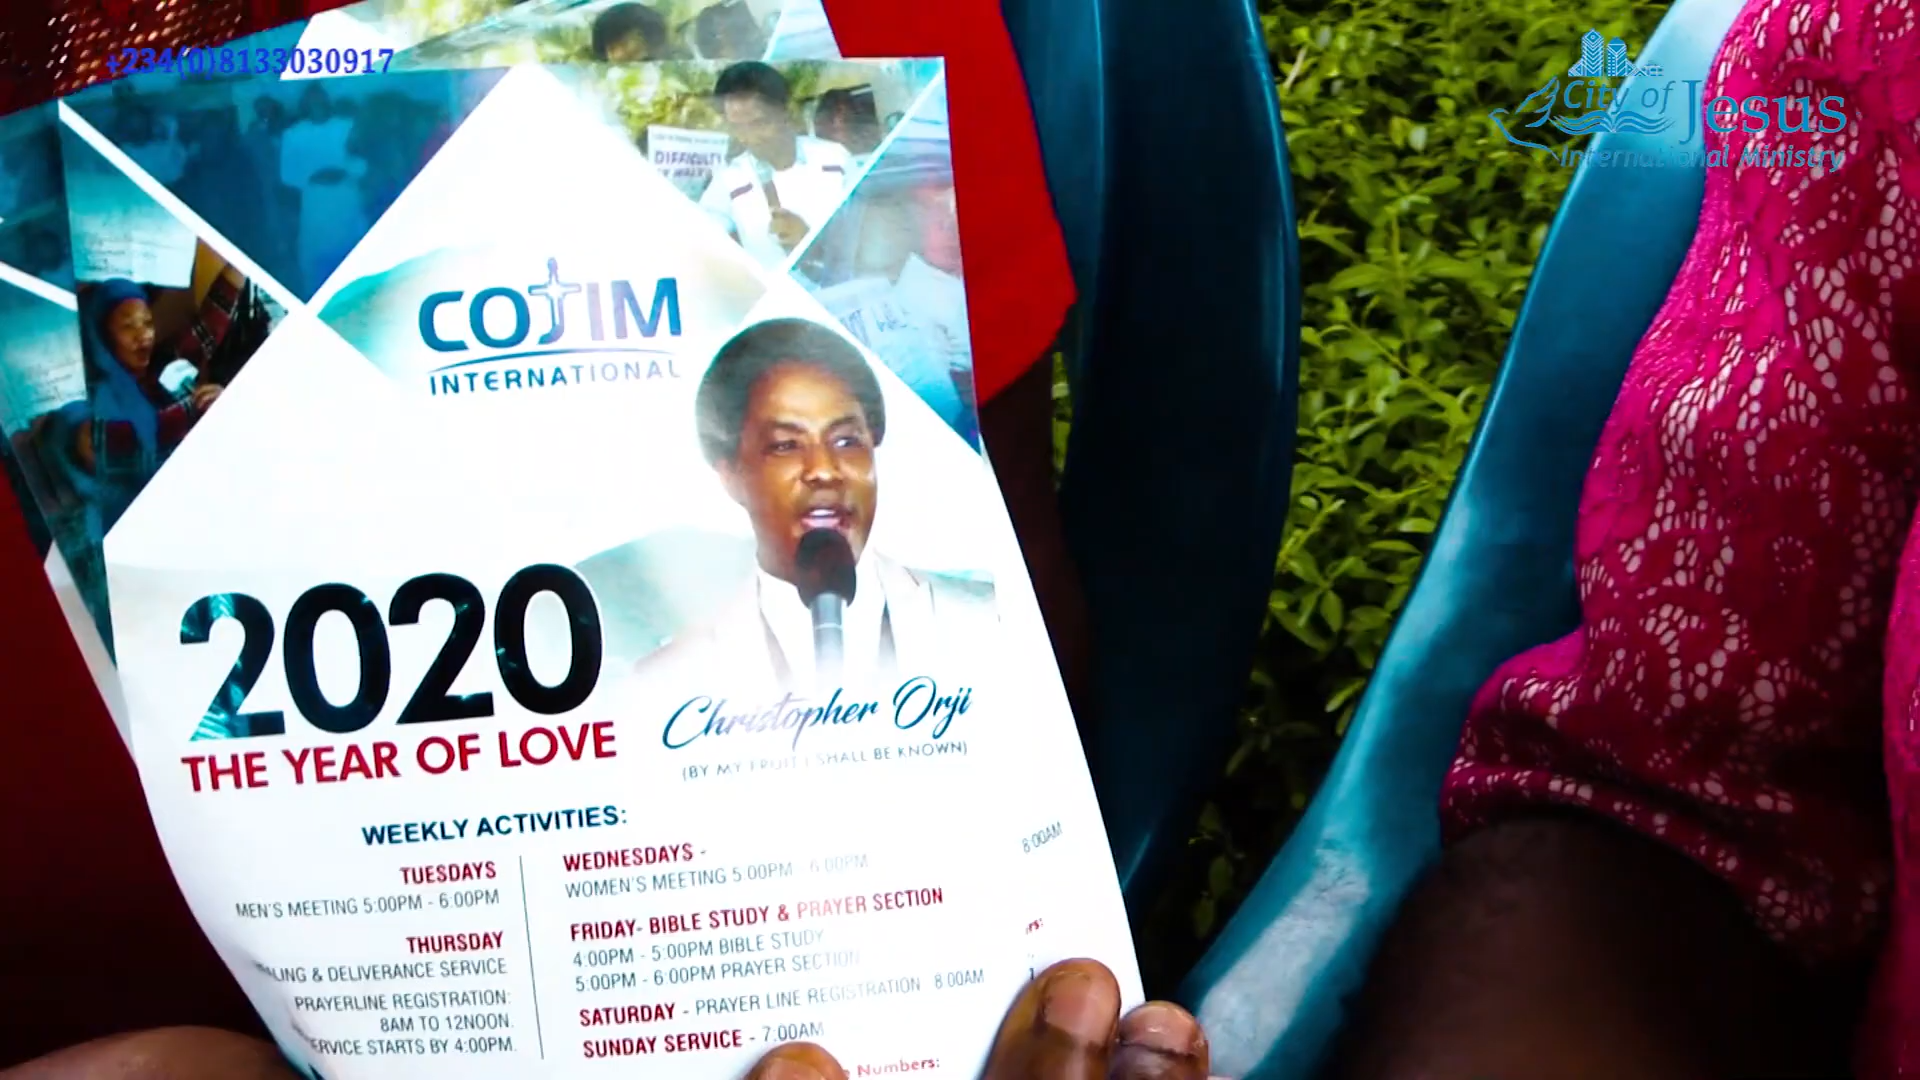 +234(0)8133030917
City of Jesus
International Ministry
DIFFICULTY
COJIM
INTERNATIONAL
2020
THE YEAR OF LOVE
Christopher Orji
(BY MY FRUIT I SHALL BE KNOWN)
WEEKLY ACTIVITIES:
TUESDAYS
MEN'S MEETING 5:00PM - 6:00PM
THURSDAY
& DELIVERANCE SERVICE
PRAYERLINE REGISTRATION:
8AM TO 12NOON.
STARTS BY 4:00PM.
WEDNESDAYS -
WOMEN'S MEETING 5:00PM - 6:00PM
FRIDAY- BIBLE STUDY & PRAYER SECTION
4:00PM - 5:00PM BIBLE STUDY
5:00PM - 6:00PM PRAYER SECTION
SATURDAY - PRAYER LINE REGISTRATION 8:00AM
SUNDAY SERVICE - 7:00AM
Numbers:
8:00AM